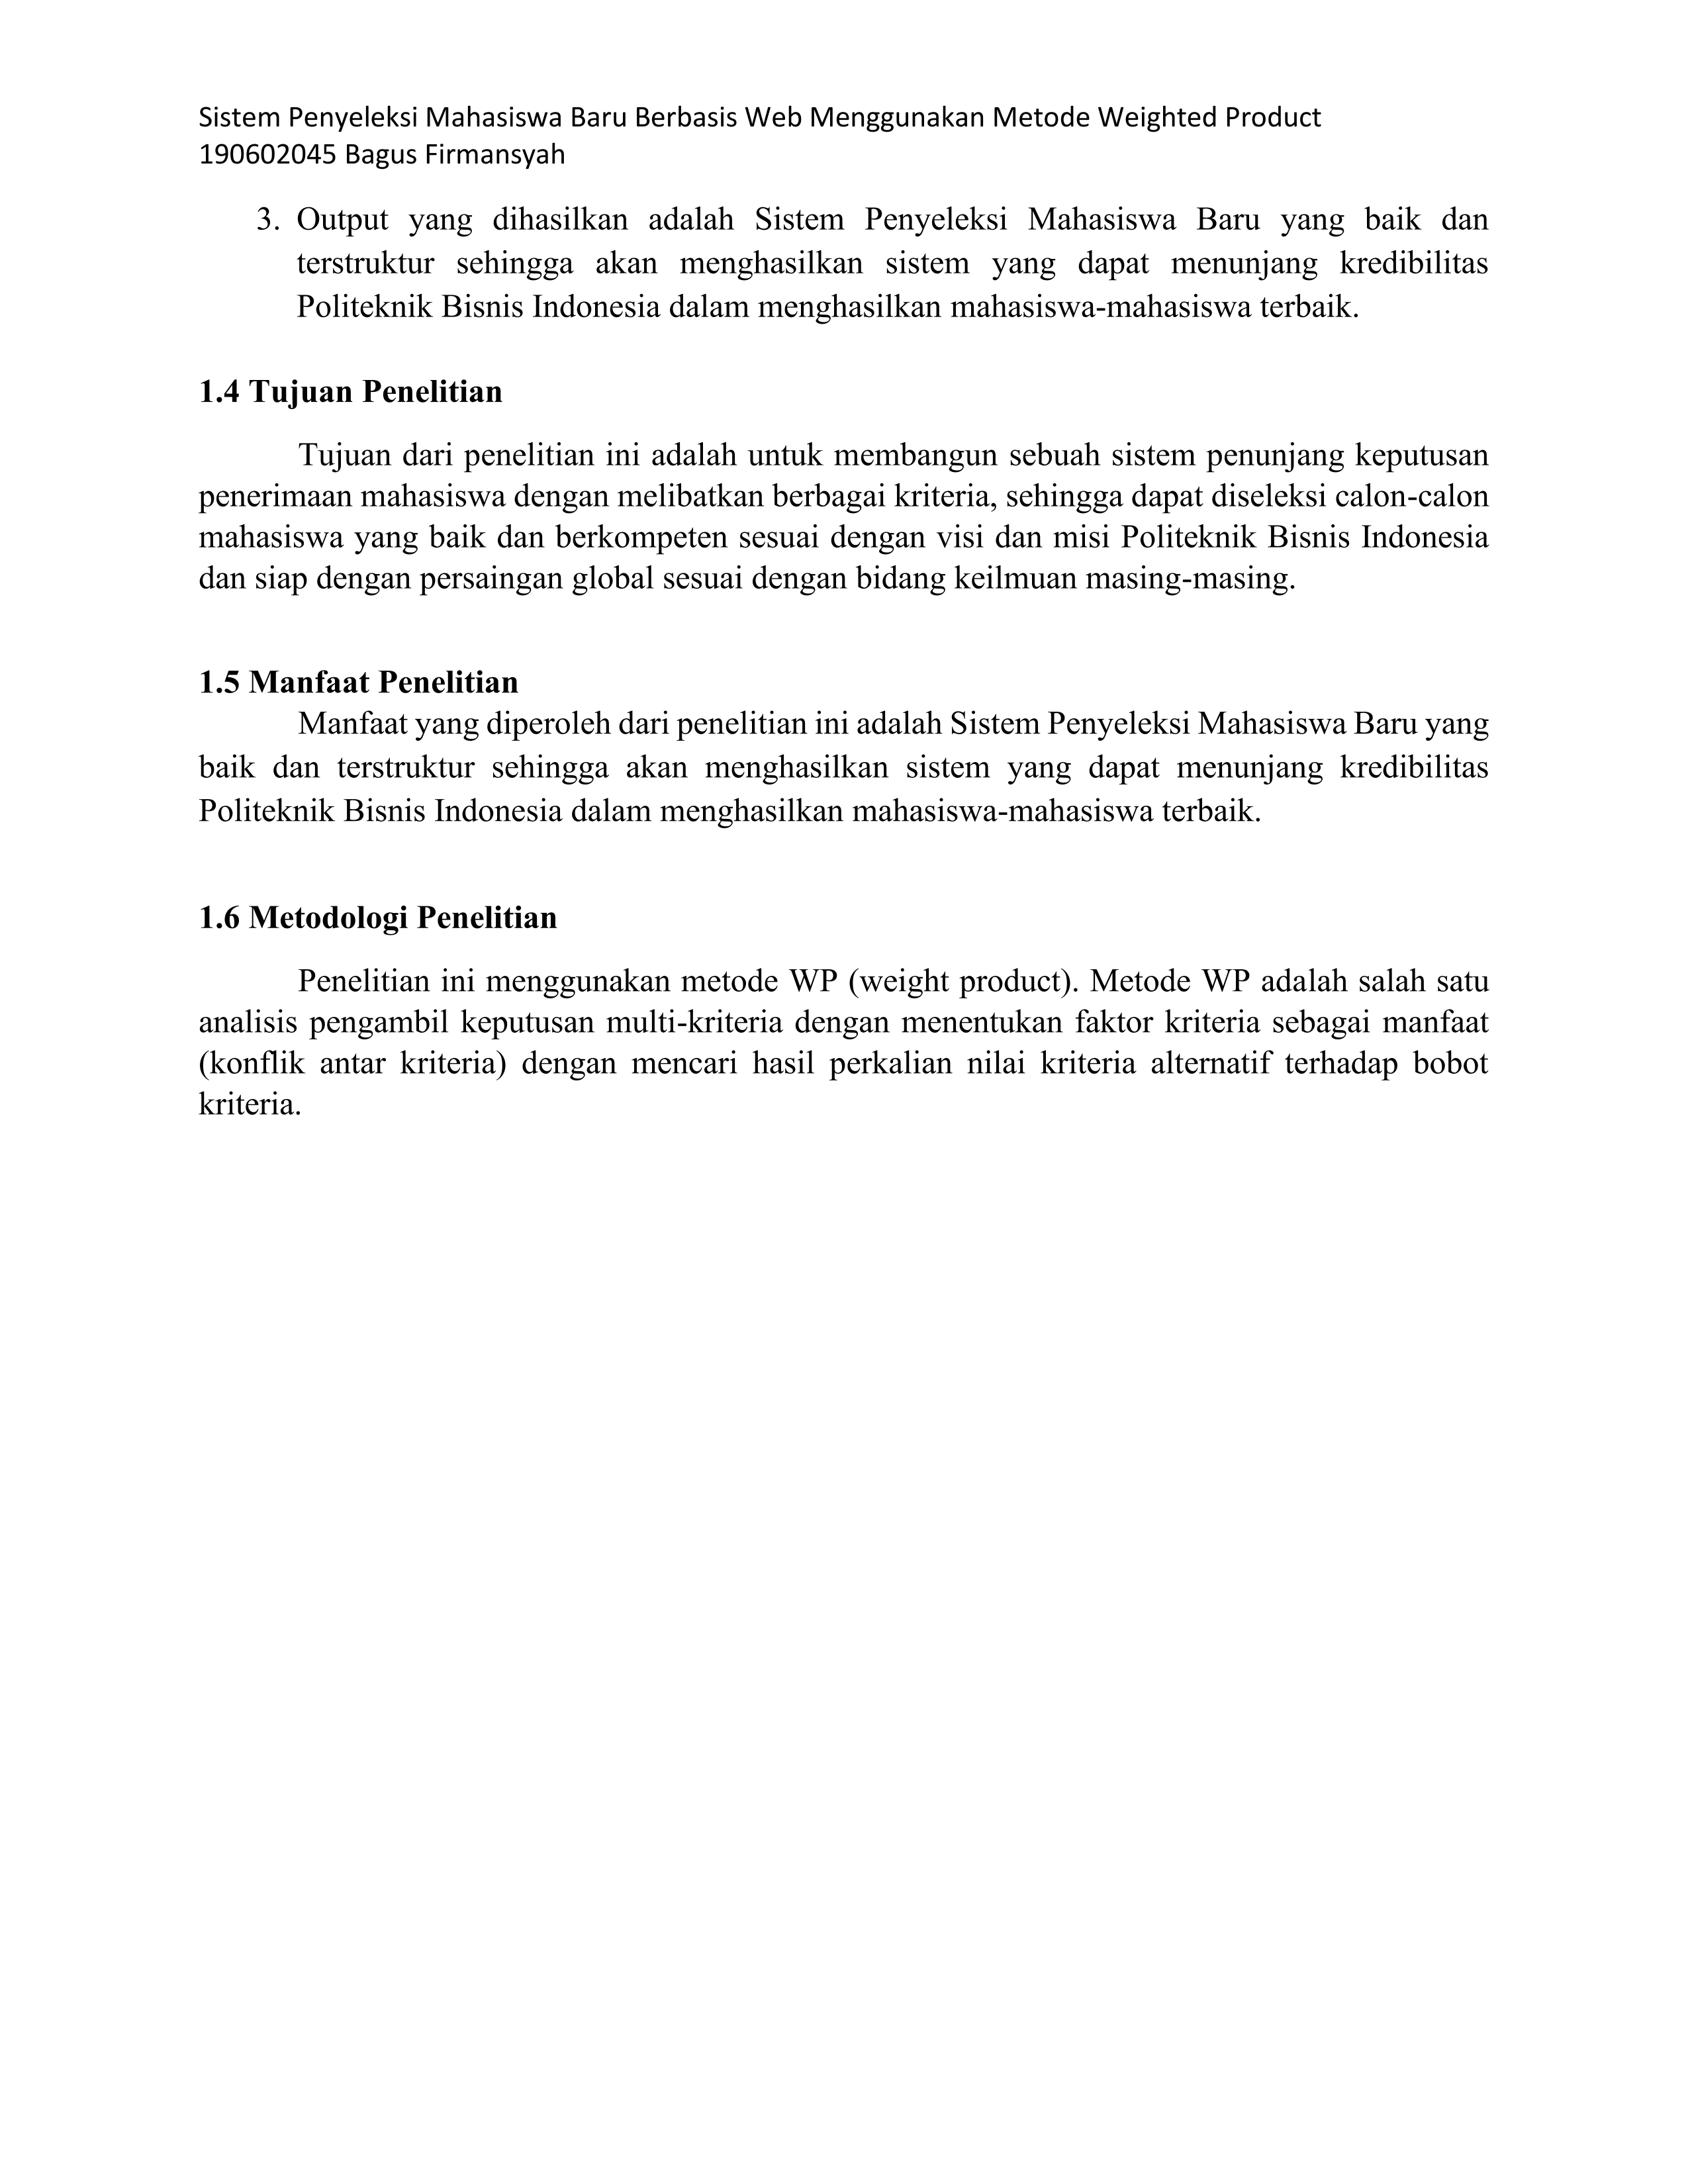 Sistem Penyeleksi Mahasiswa Baru Berbasis Web Menggunakan Metode Weighted Product
190602045 Bagus Firmansyah
3. Output yang dihasilkan adalah Sistem Penyeleksi Mahasiswa Baru yang baik dan
terstruktur sehingga akan menghasilkan sistem yang dapat menunjang kredibilitas
Politeknik Bisnis Indonesia dalam menghasilkan mahasiswa-mahasiswa terbaik.
1.4 Tujuan Penelitian
Tujuan dari penelitian ini adalah untuk membangun sebuah sistem penunjang keputusan
penerimaan mahasiswa dengan melibatkan berbagai kriteria, sehingga dapat diseleksi calon-calon
mahasiswa yang baik dan berkompeten sesuai dengan visi dan misi Politeknik Bisnis Indonesia
dan siap dengan persaingan global sesuai dengan bidang keilmuan masing-masing.
1.5 Manfaat Penelitian
Manfaat yang diperoleh dari penelitian ini adalah Sistem Penyeleksi Mahasiswa Baru yang
baik dan terstruktur sehingga akan menghasilkan sistem yang dapat menunjang kredibilitas
Politeknik Bisnis Indonesia dalam menghasilkan mahasiswa-mahasiswa terbaik.
1.6 Metodologi Penelitian
Penelitian ini menggunakan metode WP (weight product). Metode WP adalah salah satu
analisis pengambil keputusan multi-kriteria dengan menentukan faktor kriteria sebagai manfaat
(konflik antar kriteria) dengan mencari hasil perkalian nilai kriteria alternatif terhadap bobot
kriteria.